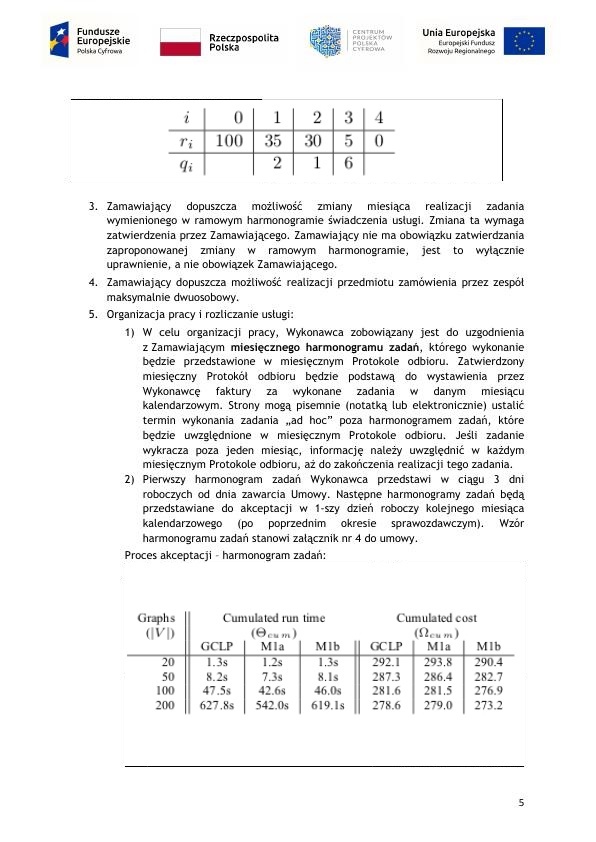 Fundusze
Europejskie
Polska Cyfrowa
Rzeczpospolita
Polska
CENTRUM
PROJEKTÓW
POLSKA
CYFROWA
Unia Europejska
Europejski Fundusz
Rozwoju Regionalnego
i 0 1 2 3 4
r_i 100 35 30 5 0
q_i 2 1 6
3. Zamawiający dopuszcza możliwość zmiany miesiąca realizacji zadania
wymienionego w ramowym harmonogramie świadczenia usługi. Zmiana ta wymaga
zatwierdzenia przez Zamawiającego. Zamawiający nie ma obowiązku zatwierdzania
zaproponowanej zmiany w ramowym harmonogramie, jest to wyłącznie
uprawnienie, a nie obowiązek Zamawiającego.
4. Zamawiający dopuszcza możliwość realizacji przedmiotu zamówienia przez zespół
maksymalnie dwuosobowy.
5. Organizacja pracy i rozliczanie usługi:
1) W celu organizacji pracy, Wykonawca zobowiązany jest do uzgodnienia
z Zamawiającym miesięcznego harmonogramu zadań, którego wykonanie
będzie przedstawione w miesięcznym Protokole odbioru. Zatwierdzony
miesięczny Protokół odbioru będzie podstawą do wystawienia przez
Wykonawcę faktury za wykonane zadania w danym miesiącu
kalendarzowym. Strony mogą pisemnie (notatką lub elektronicznie) ustalić
termin wykonania zadania „ad hoc” poza harmonogramem zadań, które
będzie uwzględnione w miesięcznym Protokole odbioru. Jeśli zadanie
wykracza poza jeden miesiąc, informację należy uwzględnić w każdym
miesięcznym Protokole odbioru, aż do zakończenia realizacji tego zadania.
2) Pierwszy harmonogram zadań Wykonawca przedstawi w ciągu 3 dni
roboczych od dnia zawarcia Umowy. Następne harmonogramy zadań będą
przedstawiane do akceptacji w 1-szy dzień roboczy kolejnego miesiąca
kalendarzowego (po poprzednim okresie sprawozdawczym). Wzór
harmonogramu zadań stanowi załącznik nr 4 do umowy.
Proces akceptacji – harmonogram zadań:
Graphs Cumulated run time Cumulated cost
(|V|) (Θ_cum) (Ω_cum)
GCLP M1a M1b GCLP M1a M1b
20 1.3s 1.2s 1.3s 292.1 293.8 290.4
50 8.2s 7.3s 8.1s 287.3 286.4 282.7
100 47.5s 42.6s 46.0s 281.6 281.5 276.9
200 627.8s 542.0s 619.1s 278.6 279.0 273.2
5